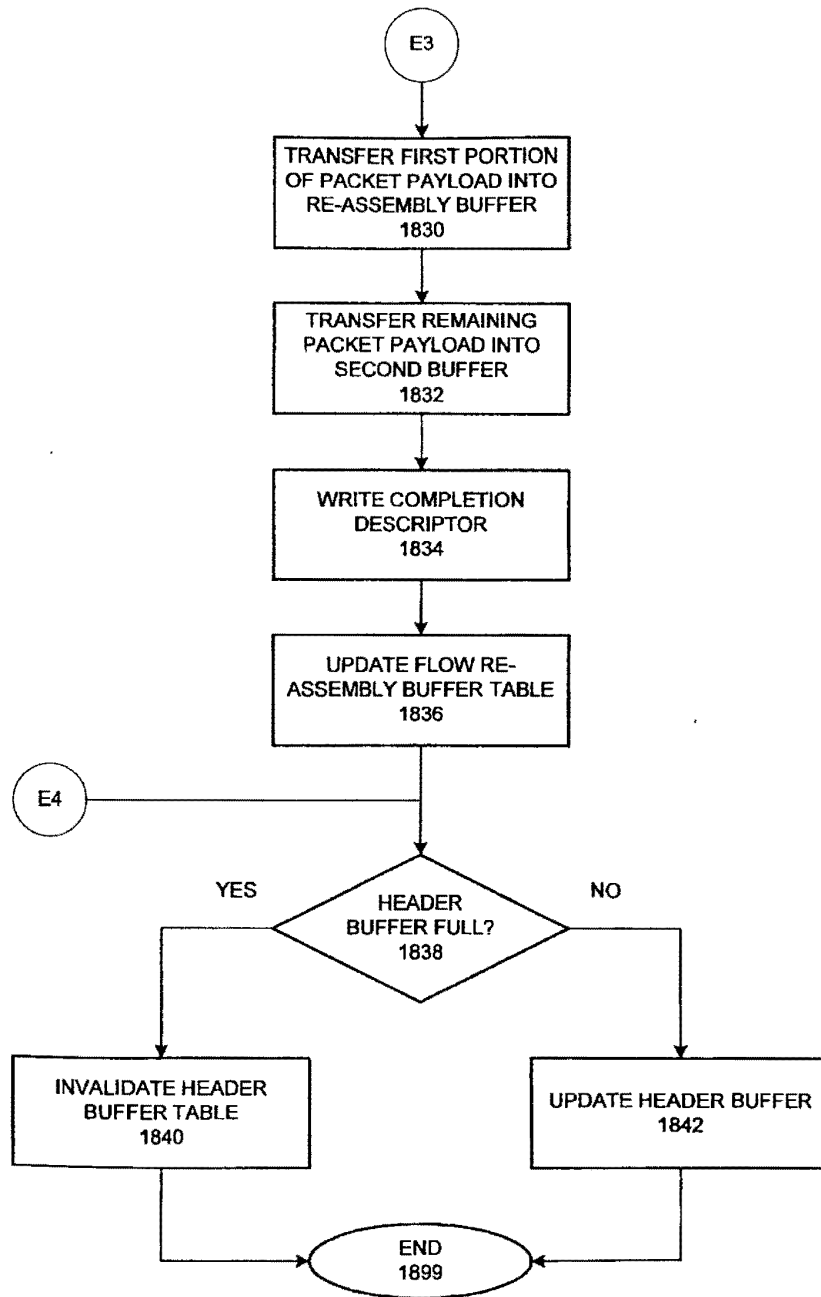 E3
TRANSFER FIRST PORTION
OF PACKET PAYLOAD INTO
RE-ASSEMBLY BUFFER
1830
TRANSFER REMAINING
PACKET PAYLOAD INTO
SECOND BUFFER
1832
WRITE COMPLETION
DESCRIPTOR
1834
UPDATE FLOW RE-
ASSEMBLY BUFFER TABLE
1836
E4
YES
HEADER
BUFFER FULL?
1838
NO
INVALIDATE HEADER
BUFFER TABLE
1840
UPDATE HEADER BUFFER
1842
END
1899